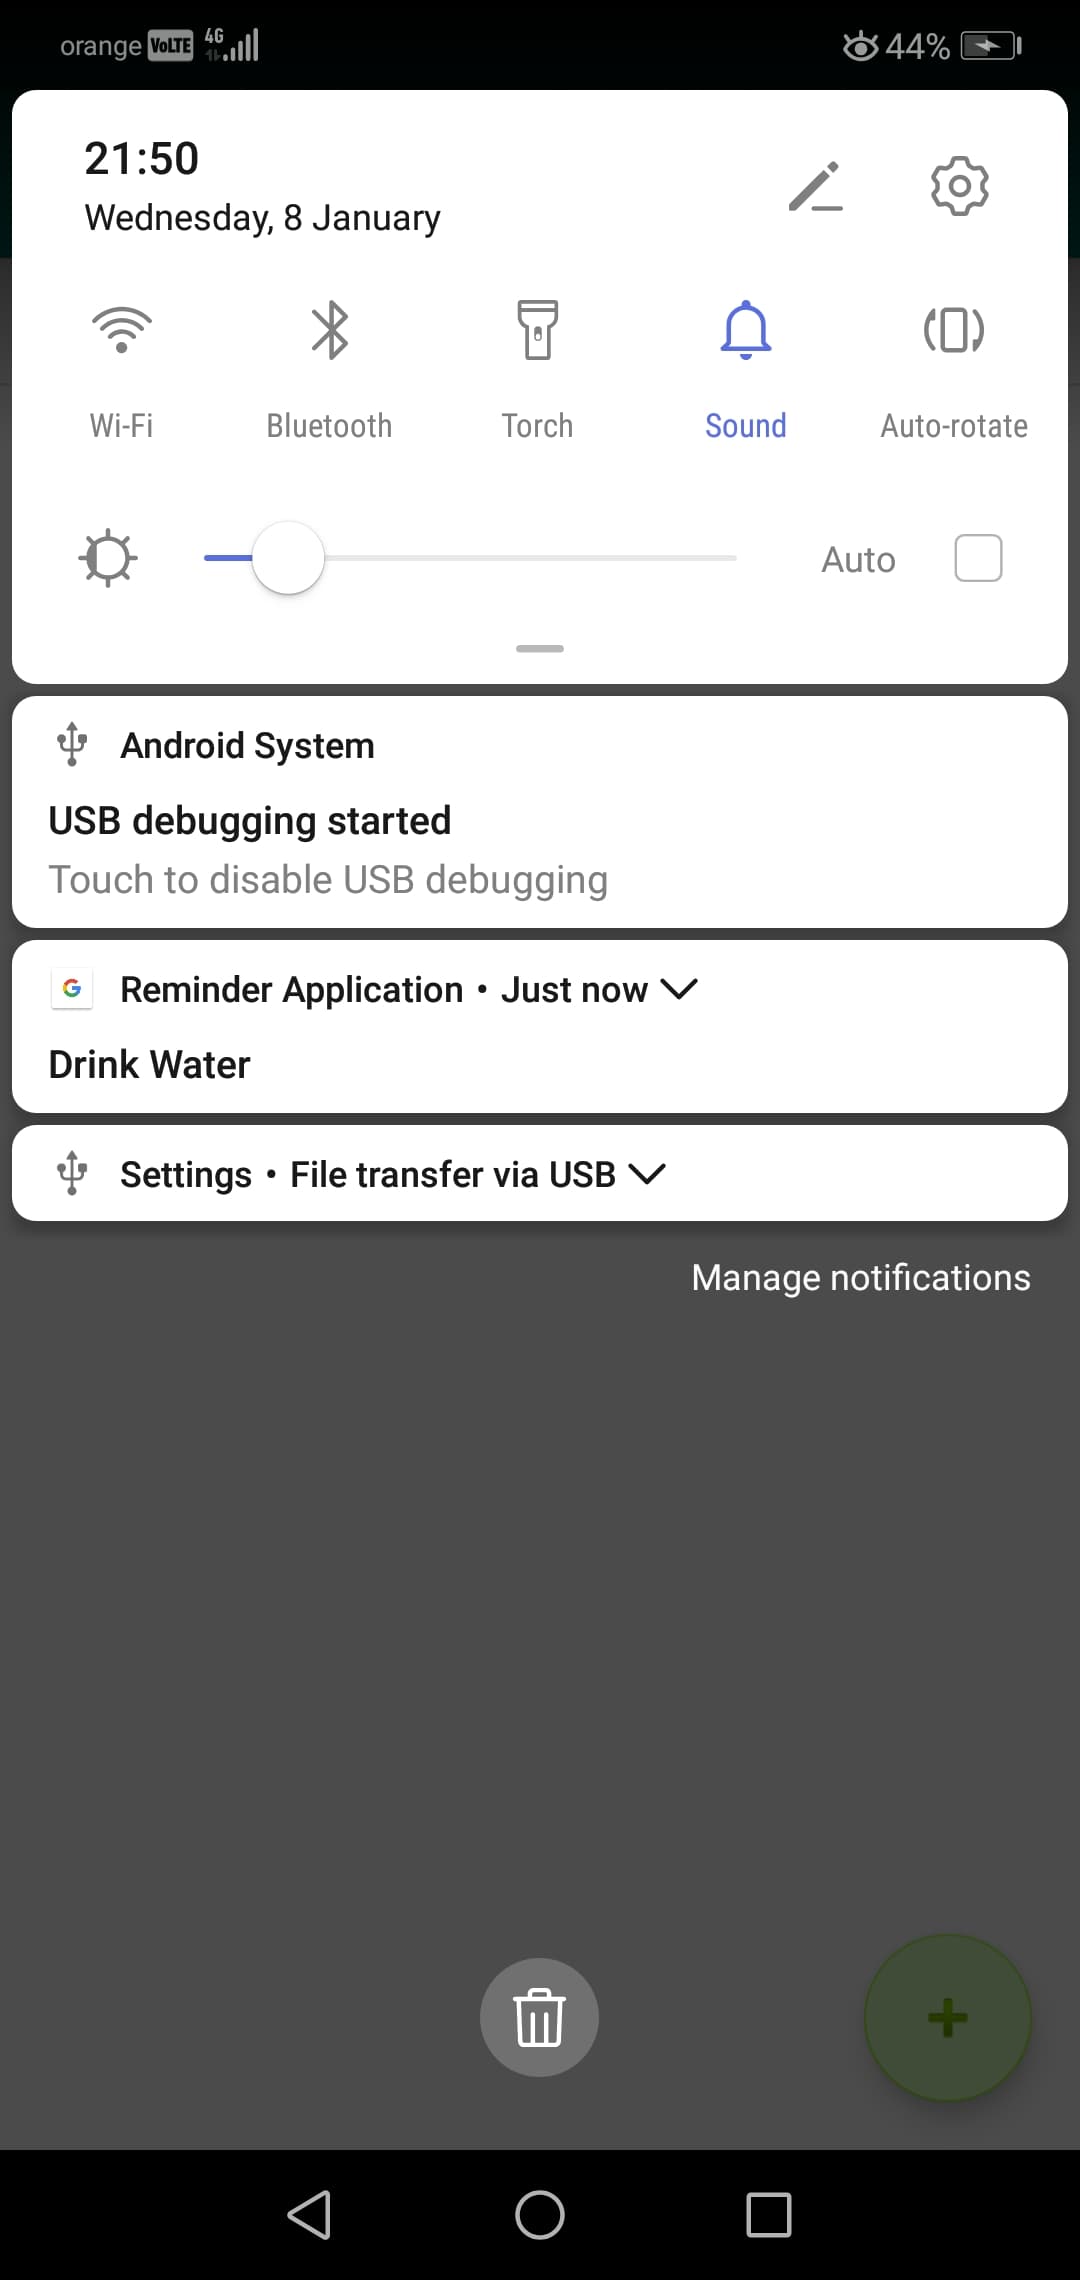 orange VoLTE 4G 44%
21:50
Wednesday, 8 January
Wi-Fi Bluetooth Torch Sound Auto-rotate
Auto
Android System
USB debugging started
Touch to disable USB debugging
G Reminder Application • Just now
Drink Water
Settings • File transfer via USB
Manage notifications